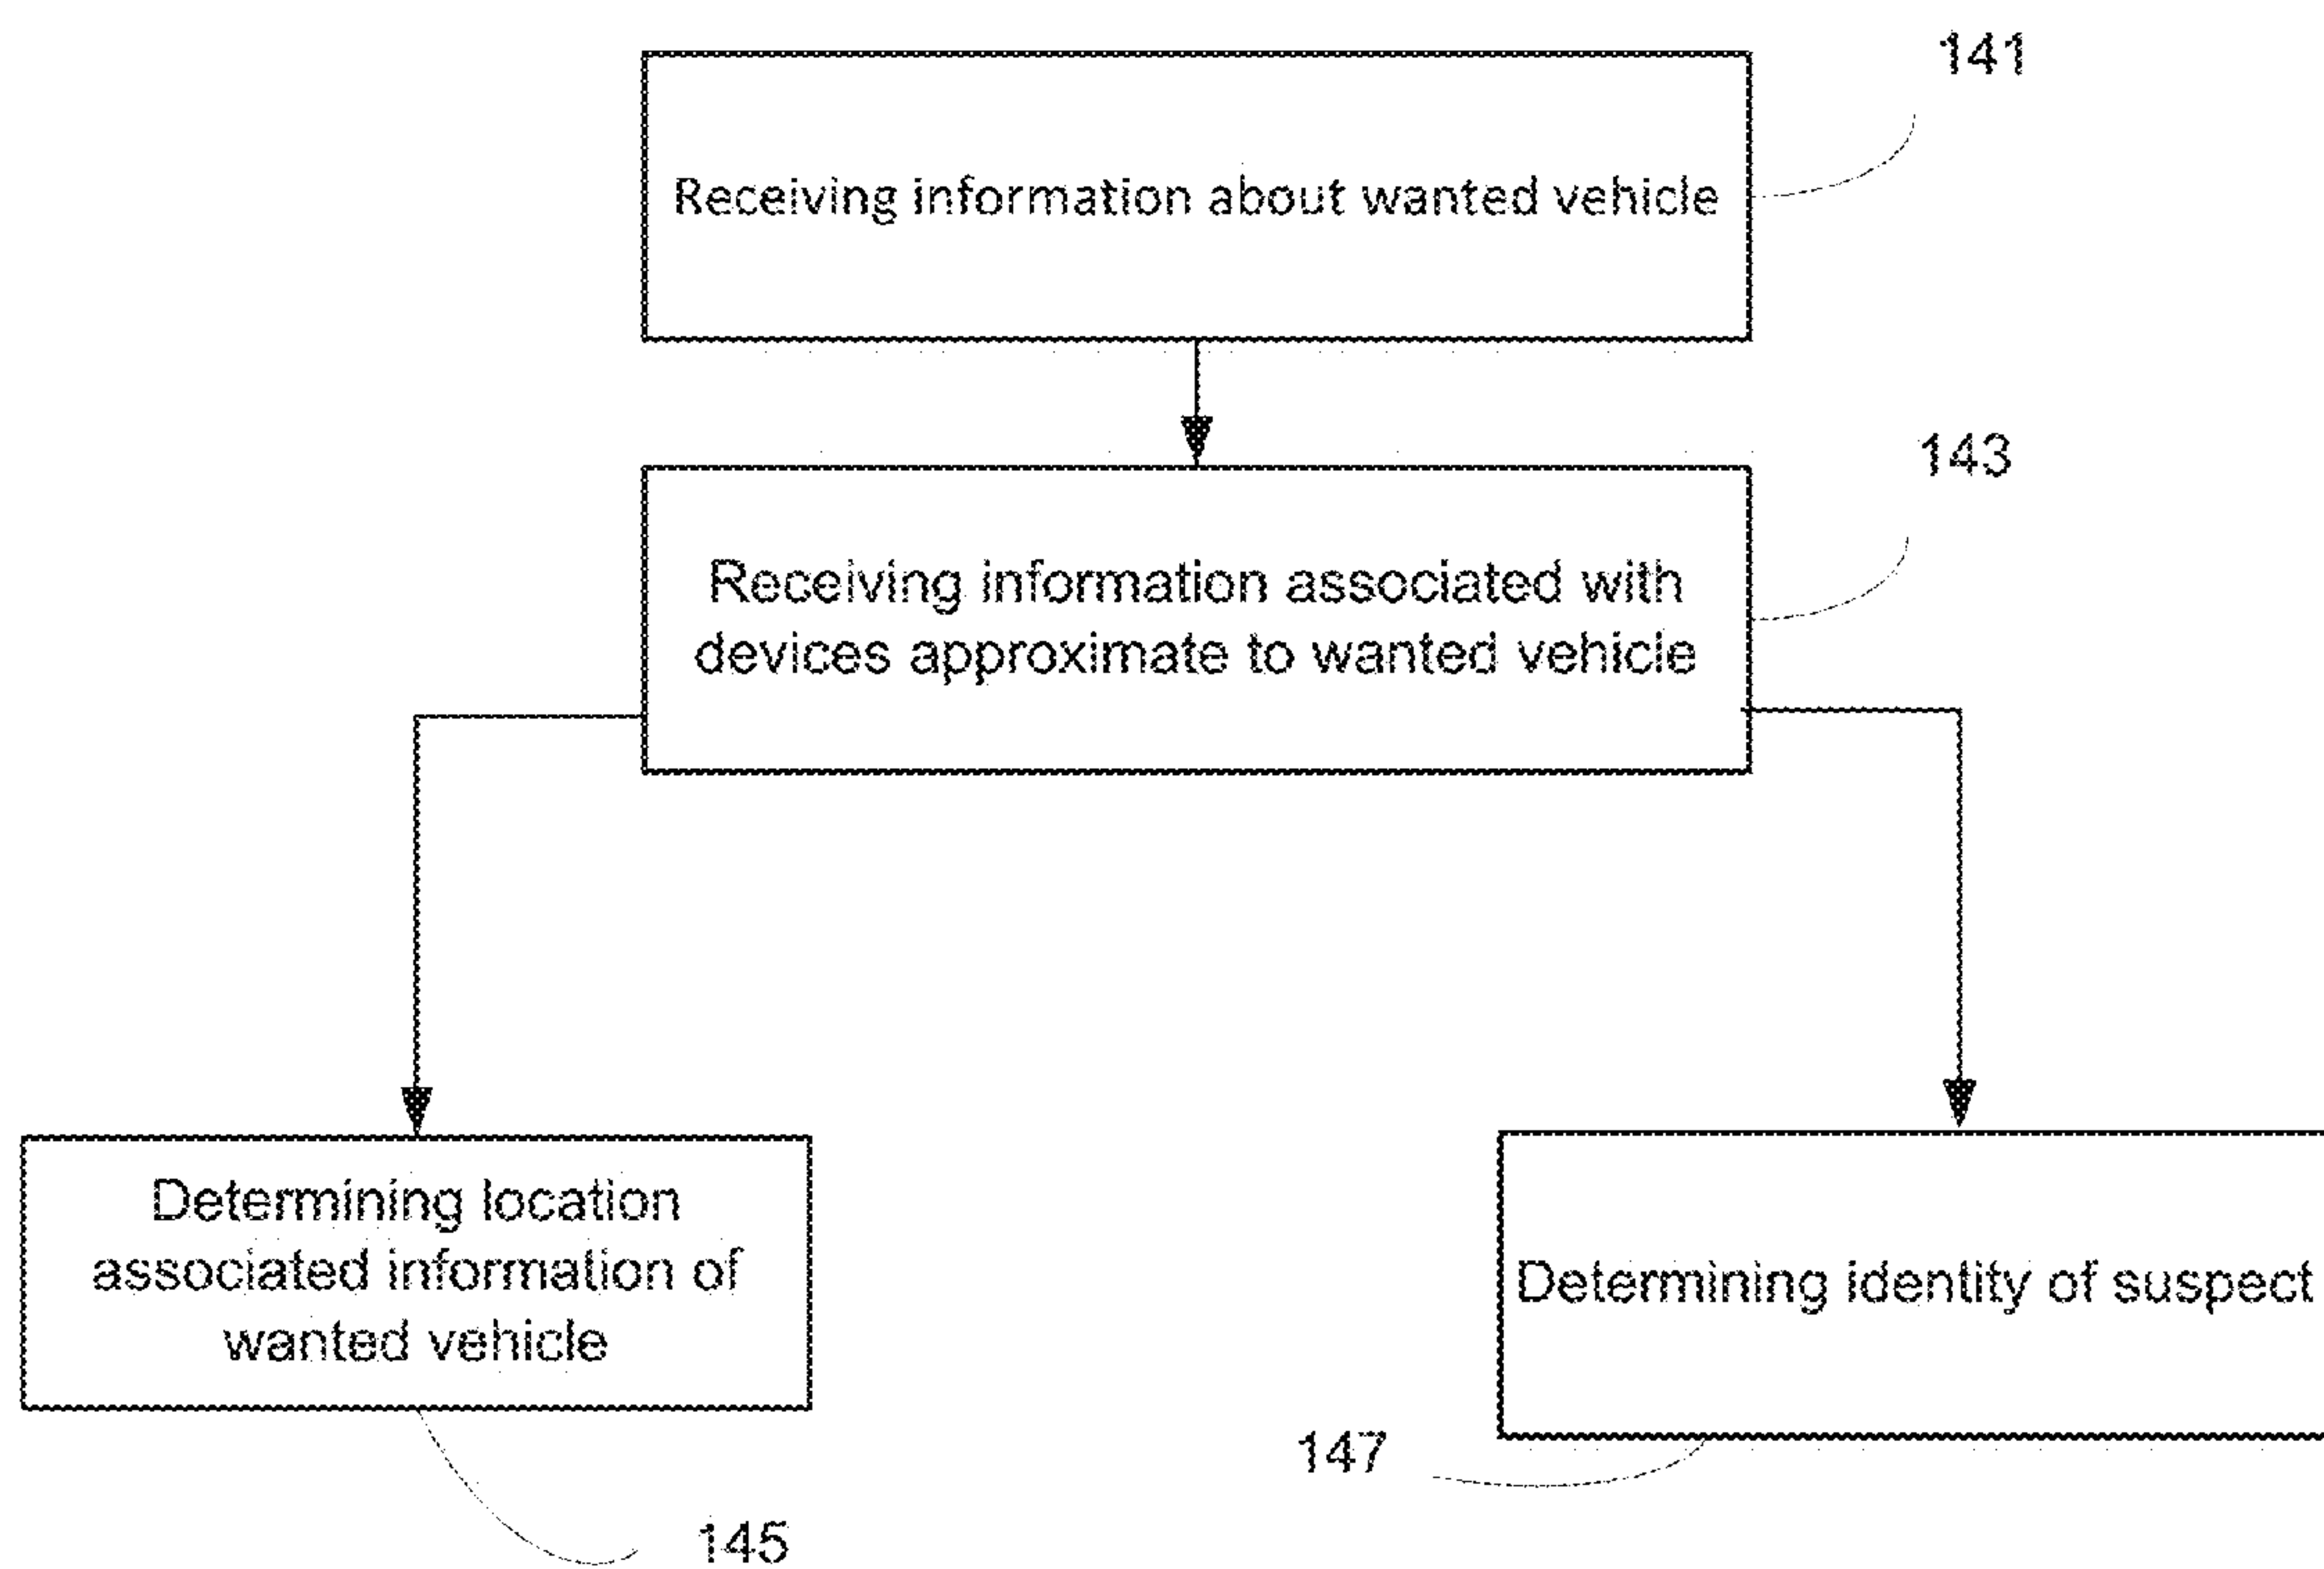 141
Receiving information about wanted vehicle
143
Receiving information associated with
devices approximate to wanted vehicle
Determining location
associated information of
wanted vehicle
Determining identity of suspect
147
145